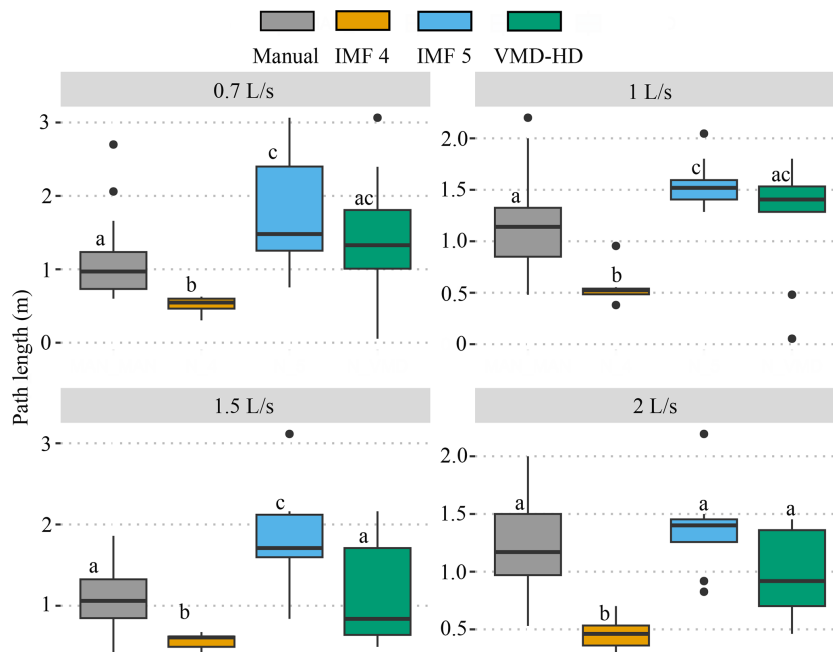 Manual IMF 4 IMF 5 VMD-HD
0.7 L/s
1 L/s
Path length (m)
3
2
1
0
a
b
c
ac
2.0
1.5
1.0
0.5
0
a
b
c
ac
1.5 L/s
2 L/s
3
2
1
a
b
c
a
2.0
1.5
1.0
0.5
a
b
a
a